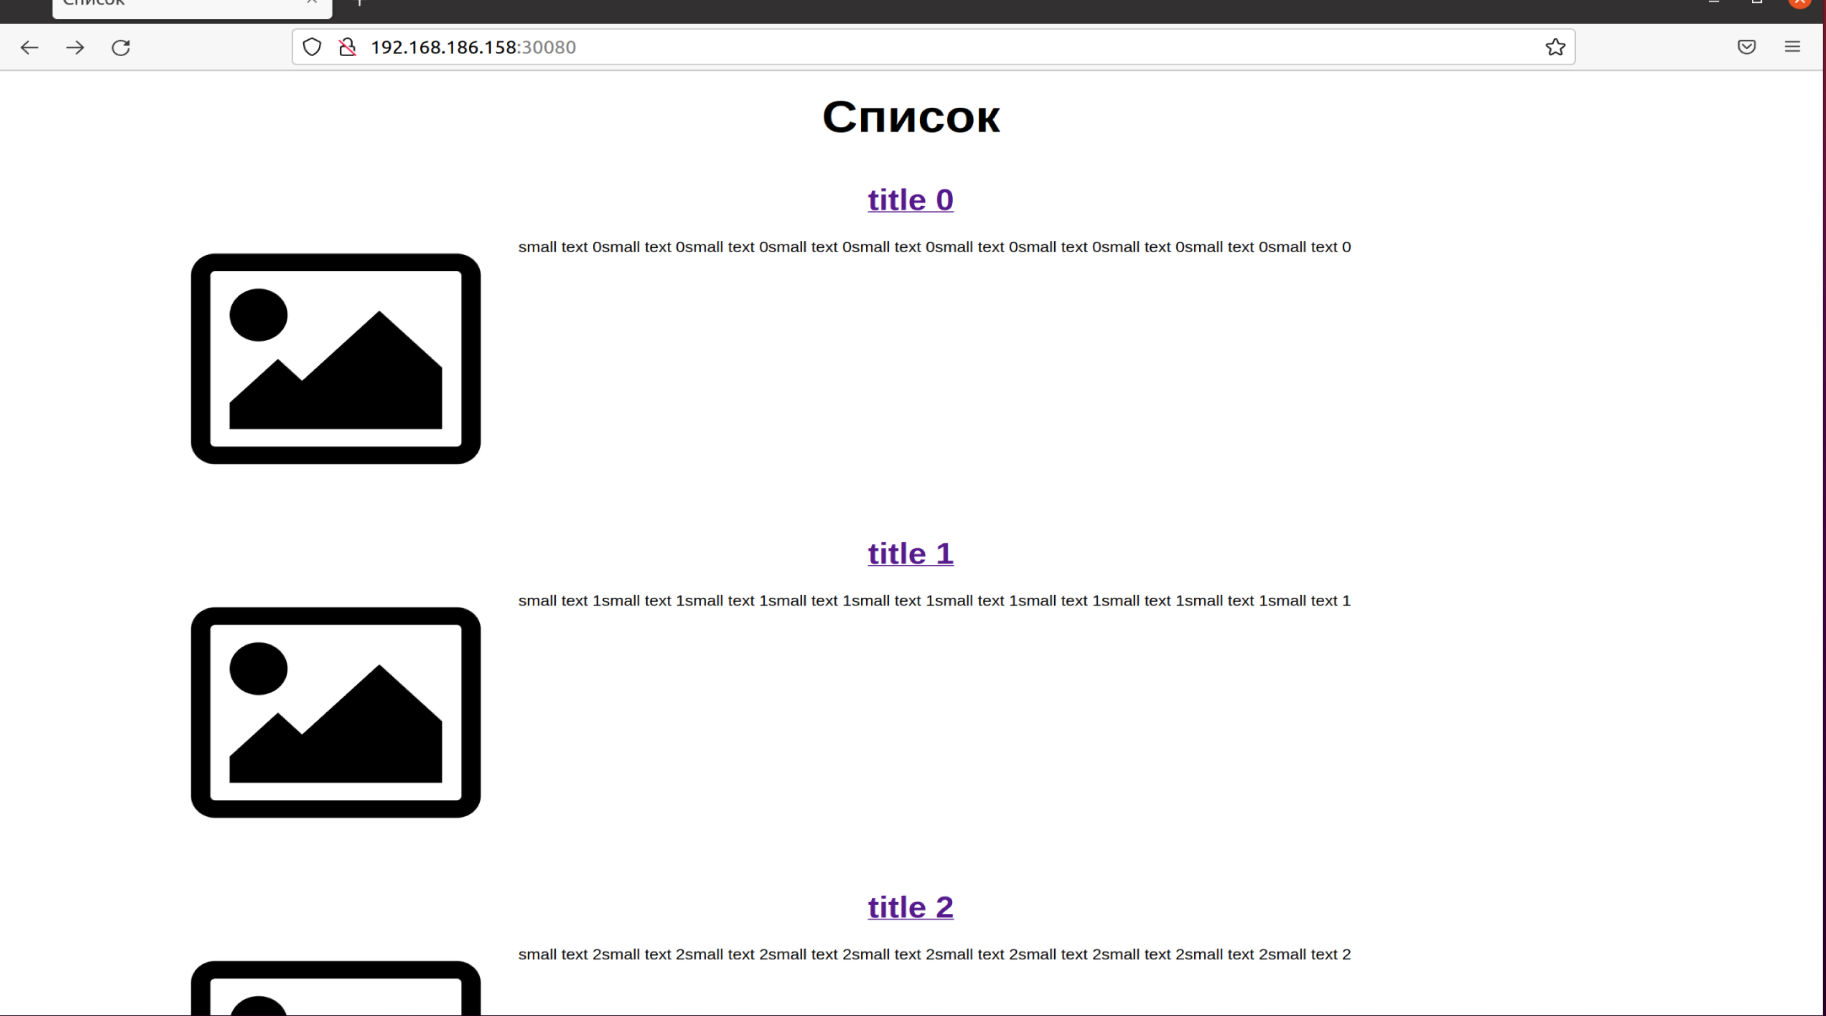 Список
192.168.186.158:30080
Список
title 0
small text 0small text 0small text 0small text 0small text 0small text 0small text 0small text 0small text 0small text 0
title 1
small text 1small text 1small text 1small text 1small text 1small text 1small text 1small text 1small text 1small text 1
title 2
small text 2small text 2small text 2small text 2small text 2small text 2small text 2small text 2small text 2small text 2